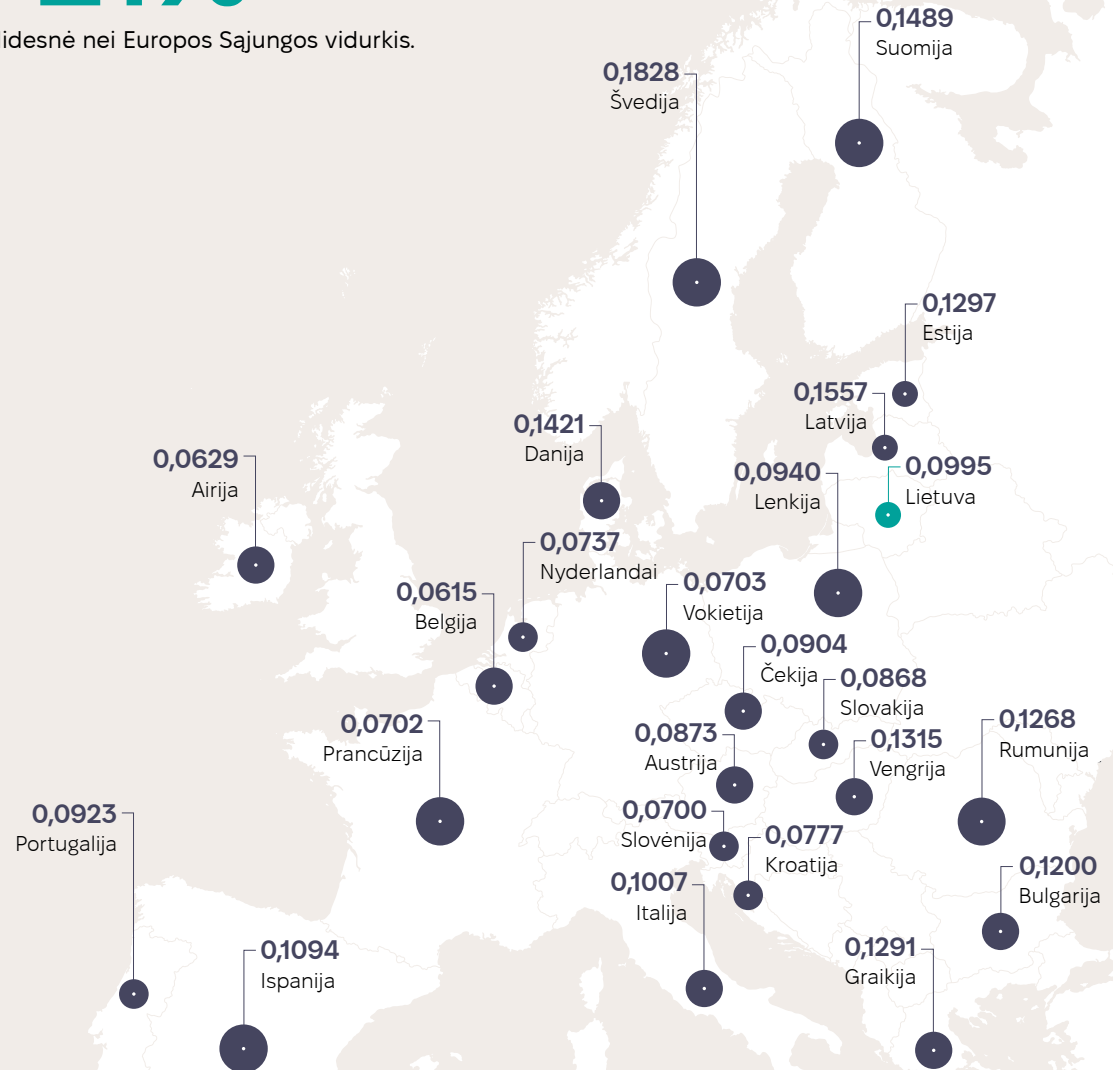 nei Europos Sąjungos vidurkis.
0,1489
Suomija
0,1828
Švedija
0,1297
Estija
0,1557
Latvija
0,1421
Danija
0,0629
Airija
0,0940
Lenkija
0,0995
Lietuva
0,0737
Nyderlandai
0,0615
Belgija
0,0703
Vokietija
0,0904
Čekija
0,0868
Slovakija
0,0702
Prancūzija
0,0873
Austrija
0,1315
Vengrija
0,1268
Rumunija
0,0923
Portugalija
0,0700
Slovėnija
0,0777
Kroatija
0,1007
Italija
0,1200
Bulgarija
0,1094
Ispanija
0,1291
Graikija